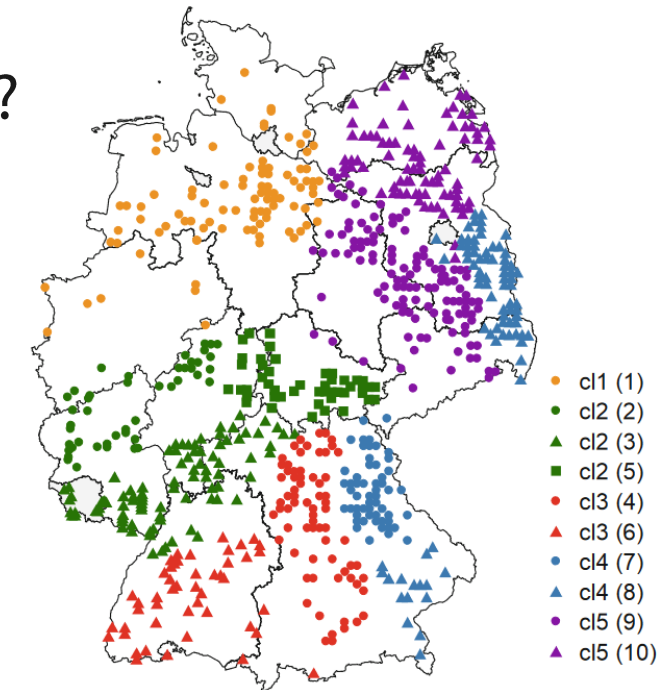 ?
cl1 (1)
cl2 (2)
cl2 (3)
cl2 (5)
cl3 (4)
cl3 (6)
cl4 (7)
cl4 (8)
cl5 (9)
cl5 (10)